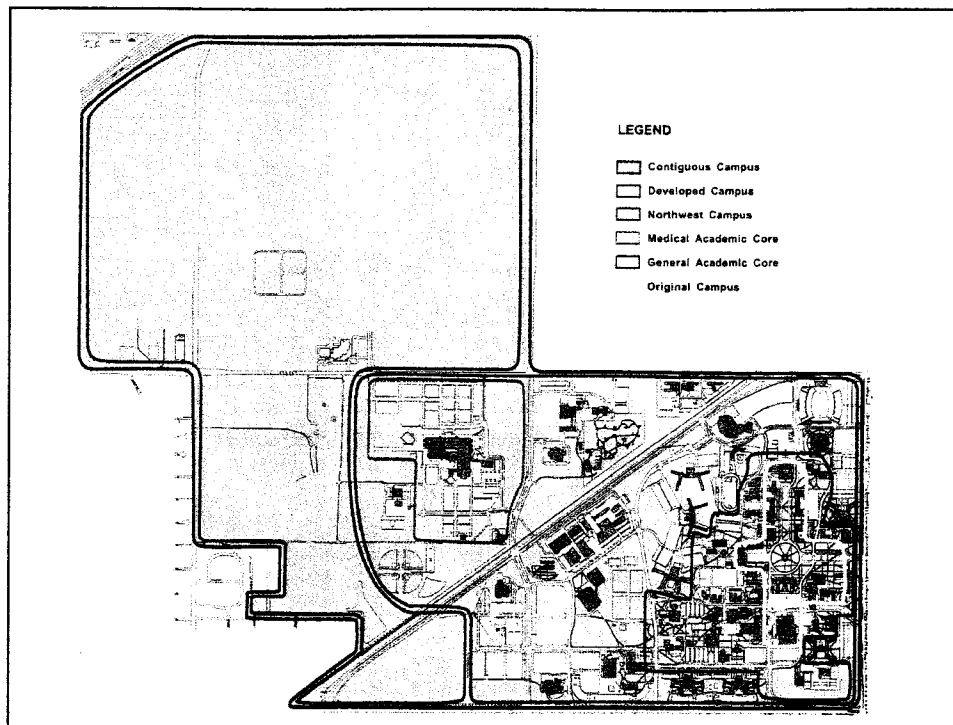 LEGEND
Contiguous Campus
Developed Campus
Northwest Campus
Medical Academic Core
General Academic Core
Original Campus